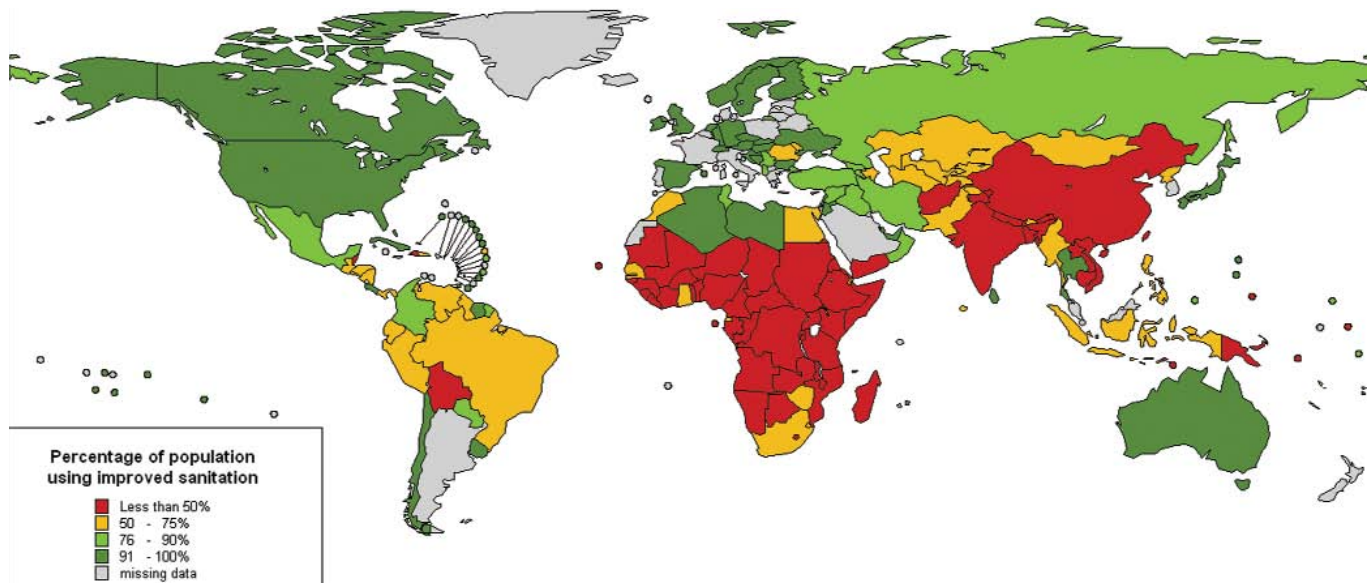 Percentage of population
using improved sanitation
Less than 50%
50 - 75%
76 - 90%
91 - 100%
missing data